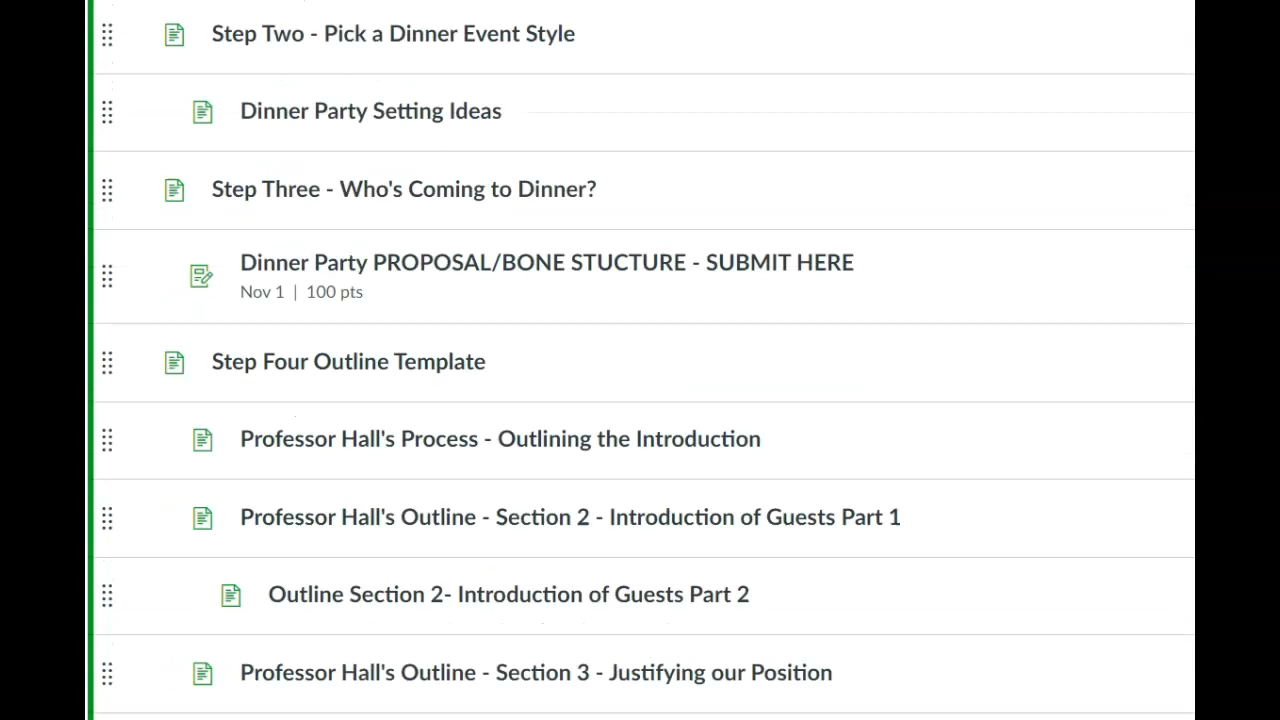 Step Two - Pick a Dinner Event Style
Dinner Party Setting Ideas
Step Three - Who's Coming to Dinner?
Dinner Party PROPOSAL/BONE STUCTURE - SUBMIT HERE
Nov 1 | 100 pts
Step Four Outline Template
Professor Hall's Process - Outlining the Introduction
Professor Hall's Outline - Section 2 - Introduction of Guests Part 1
Outline Section 2- Introduction of Guests Part 2
Professor Hall's Outline - Section 3 - Justifying our Position